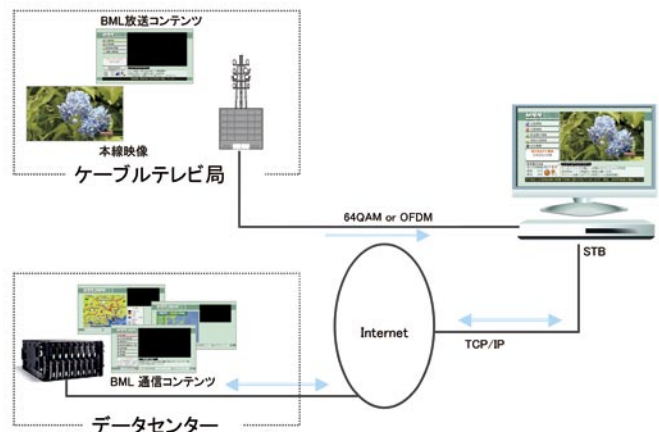 BML放送コンテンツ
本線映像
ケーブルテレビ局
64QAM or OFDM
STB
Internet
TCP/IP
BML 通信コンテンツ
データセンター